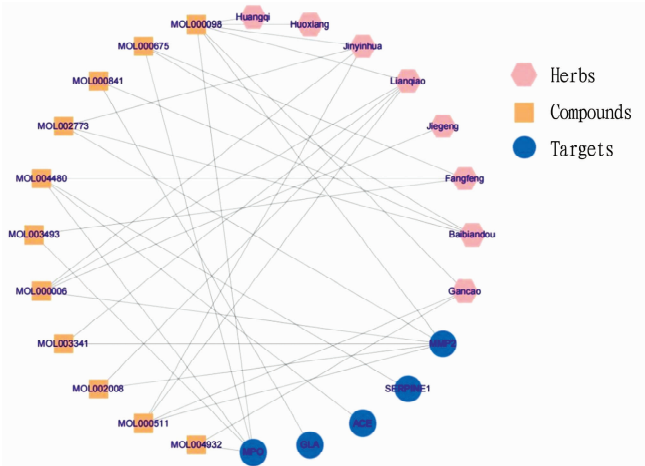 Huangqi
MOL000098
Huoxiang
MOL000675
Jinyinhua
Herbs
MOL000841
Lianqiao
Compounds
MOL002773
Jiegeng
Targets
MOL004480
Fangfeng
MOL003493
Baibiandou
MOL000006
Gancao
MOL003341
MMP2
MOL002008
SERPINE1
MOL000511
ACE
MOL004932
MPO